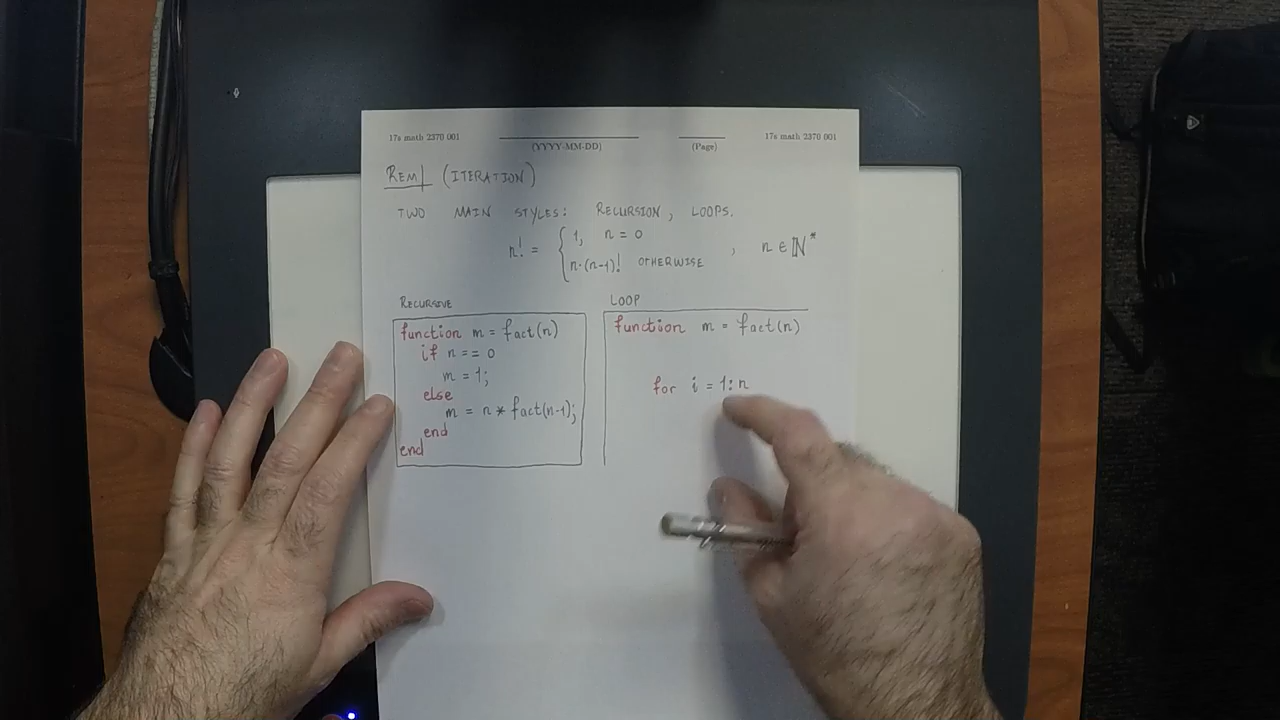 17s math 2370 001 17s math 2370 001
(YYYY-MM-DD) (Page)
REM (ITERATION)
TWO MAIN STYLES: RECURSION, LOOPS.
n! = { 1, n = 0
n·(n-1)! OTHERWISE , n ∈ ℕ*
RECURSIVE
function m = fact(n)
if n == 0
m = 1;
else
m = n * fact(n-1);
end
end
LOOP
function m = fact(n)
for i = 1:n